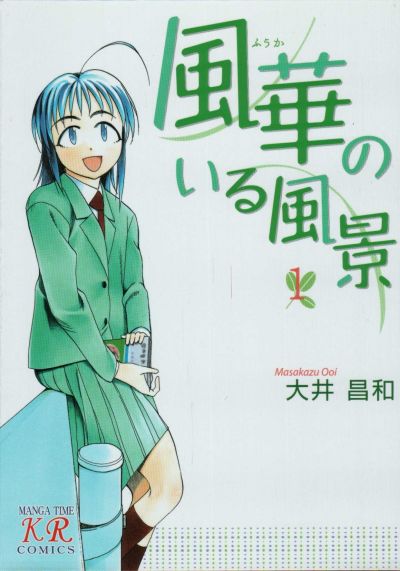 風華の
ふうか
いる風景
1
Masakazu Ooi
大井 昌和
MANGA TIME
KR
COMICS